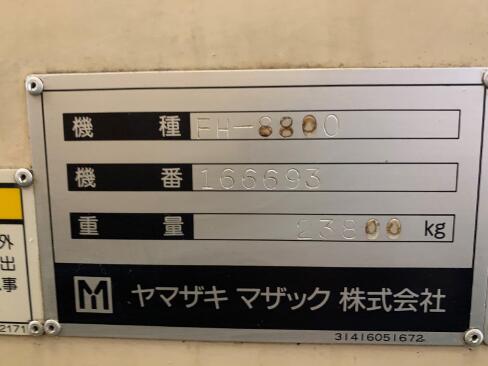 機 種 FH-8800
機 番 166693
重 量 23800 kg
M ヤマザキ マザック 株式会社
31416051672
外
出
事
2171